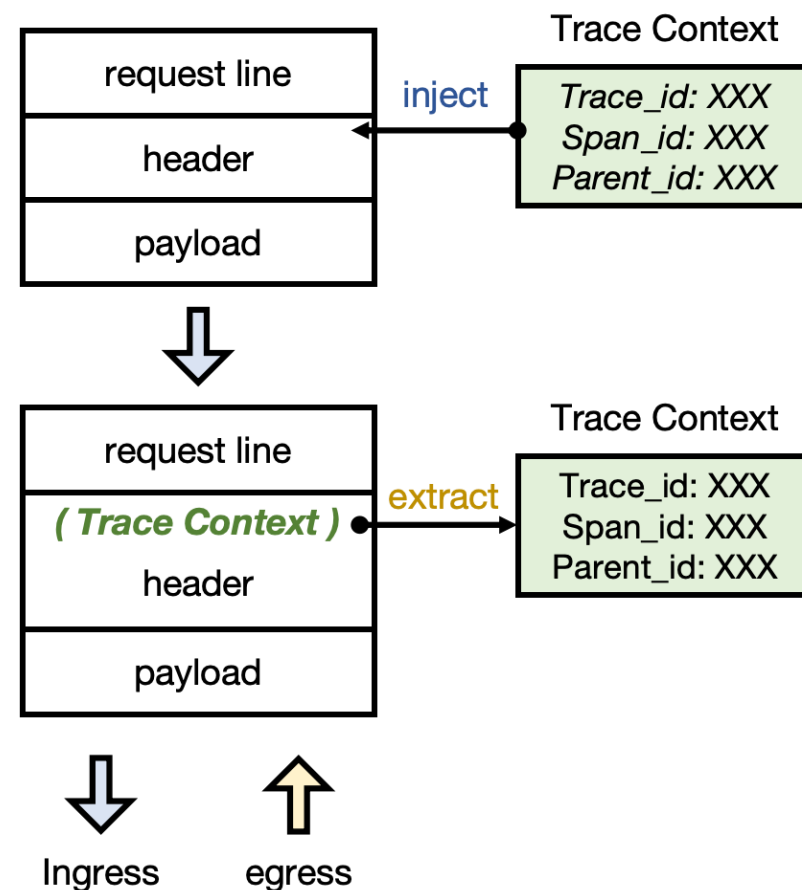 Trace Context
request line
inject
Trace_id: XXX
Span_id: XXX
Parent_id: XXX
header
payload
Trace Context
request line
( Trace Context )
extract
Trace_id: XXX
Span_id: XXX
Parent_id: XXX
header
payload
Ingress
egress